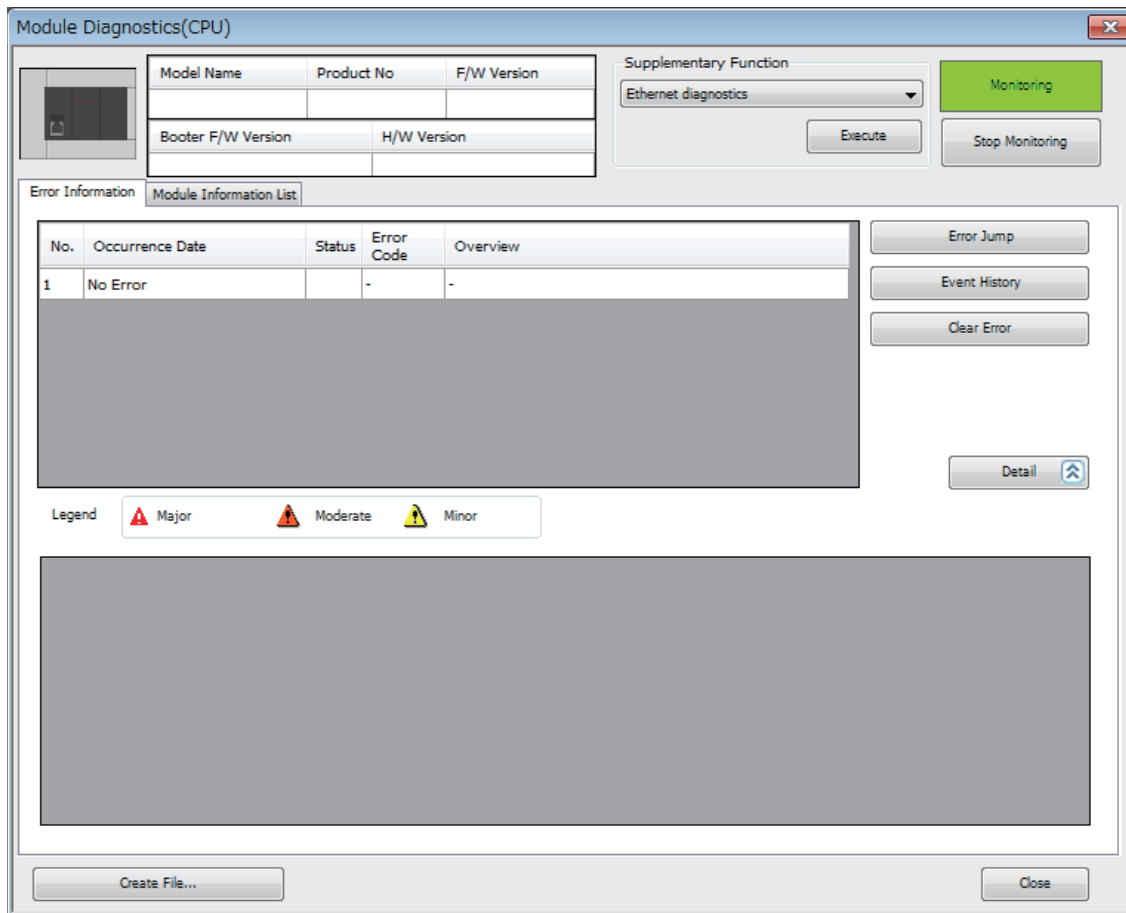 Module Diagnostics(CPU)
Model Name Product No F/W Version
Booter F/W Version H/W Version
Supplementary Function
Ethernet diagnostics
Execute
Monitoring
Stop Monitoring
Error Information Module Information List
No. Occurrence Date Status Error Code Overview
1 No Error - -
Error Jump
Event History
Clear Error
Detail
Legend Major Moderate Minor
Create File...
Close